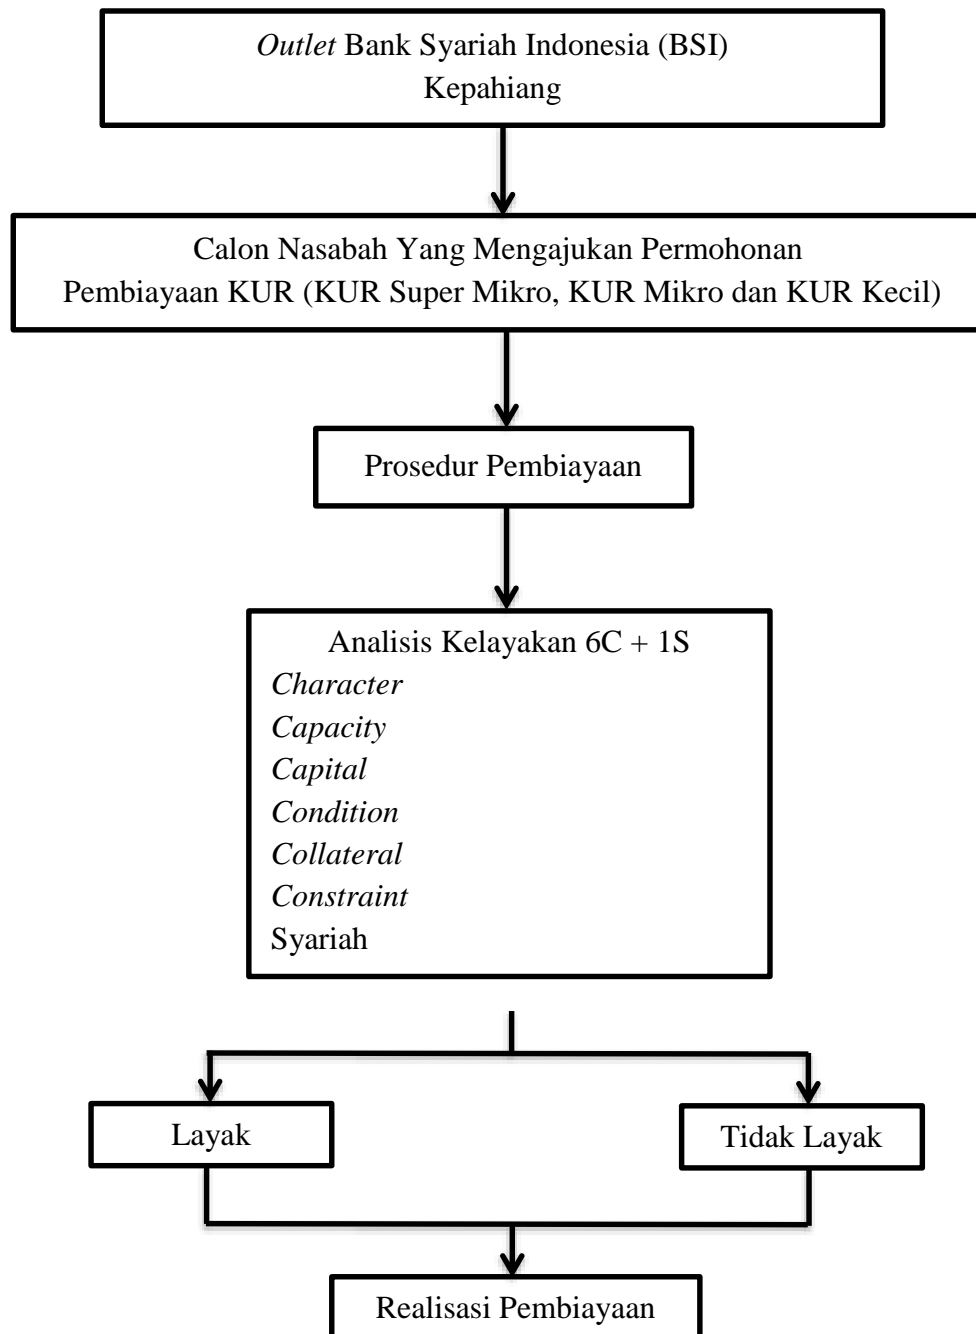 Outlet Bank Syariah Indonesia (BSI)
Kepahiang
Calon Nasabah Yang Mengajukan Permohonan
Pembiayaan KUR (KUR Super Mikro, KUR Mikro dan KUR Kecil)
Prosedur Pembiayaan
Analisis Kelayakan 6C + 1S
Character
Capacity
Capital
Condition
Collateral
Constraint
Syariah
Layak
Tidak Layak
Realisasi Pembiayaan